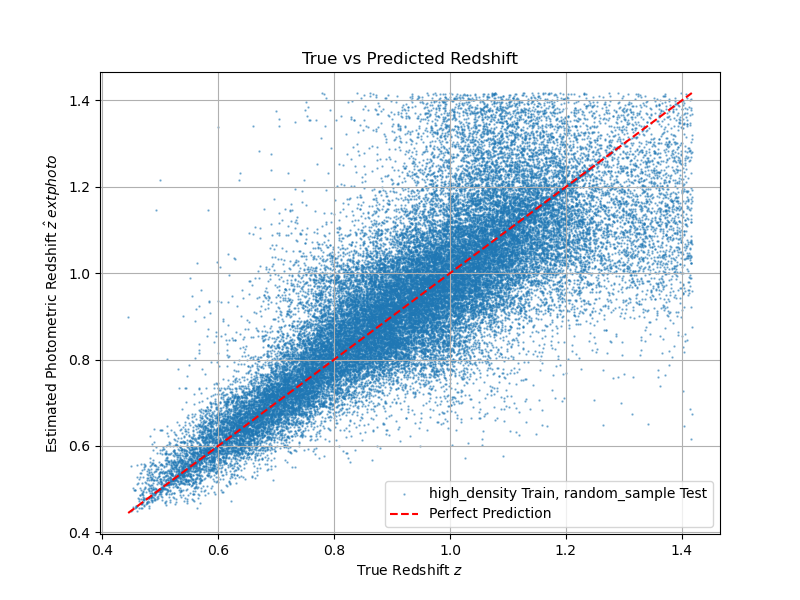 True vs Predicted Redshift
Estimated Photometric Redshift ẑ extphoto
1.4
1.2
1.0
0.8
0.6
0.4
0.4 0.6 0.8 1.0 1.2 1.4
True Redshift z
high_density Train, random_sample Test
Perfect Prediction